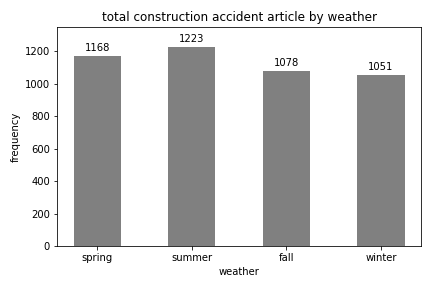 total construction accident article by weather
1200
1000
800
600
400
200
0
frequency
1168
1223
1078
1051
spring
summer
fall
winter
weather